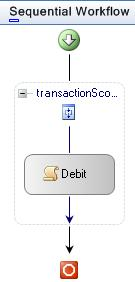 Sequential Workflow
transactionSco...
Debit